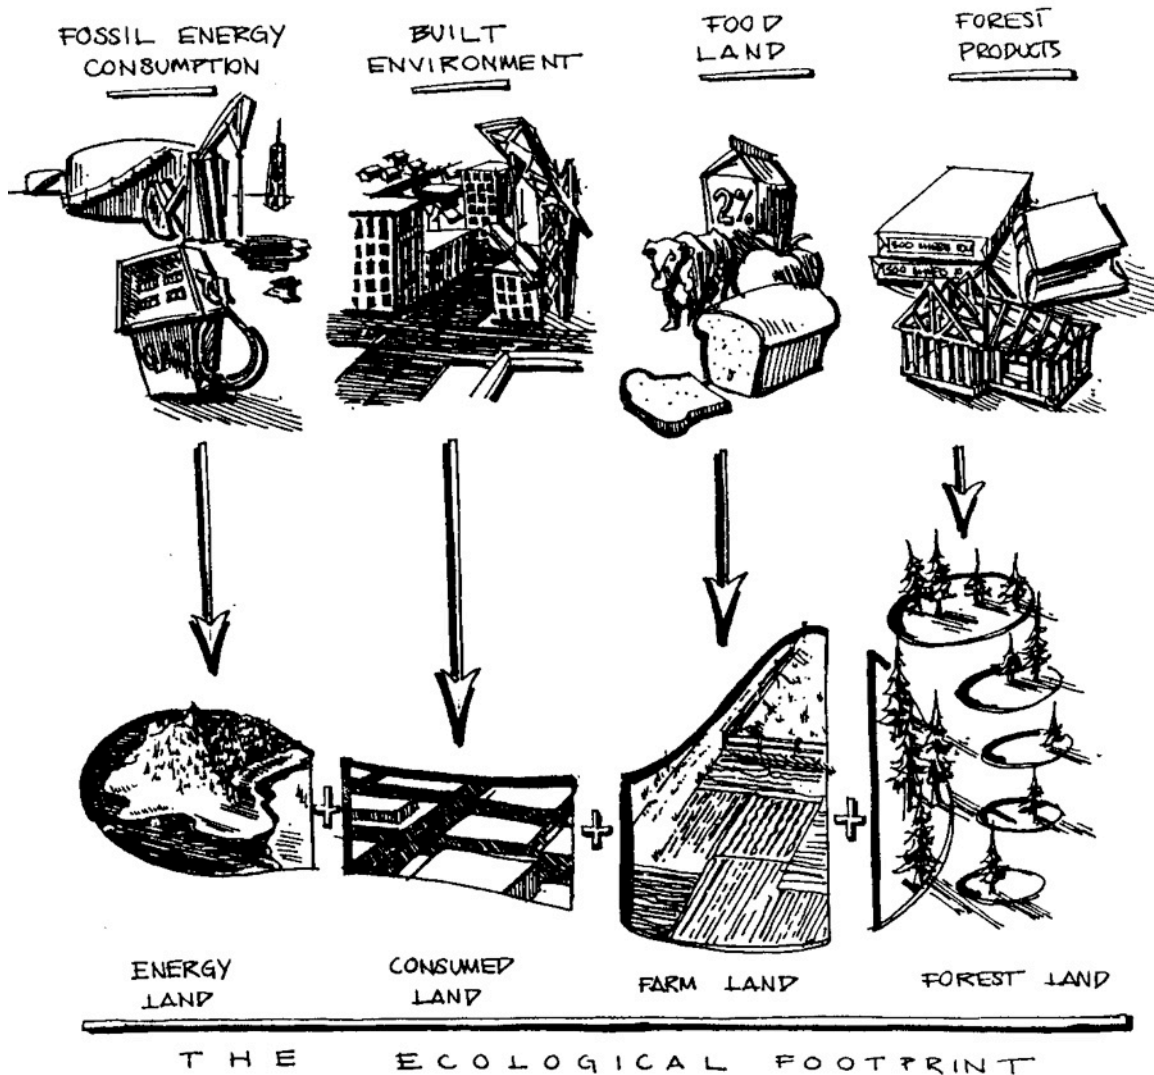 FOSSIL ENERGY
CONSUMPTION
BUILT
ENVIRONMENT
FOOD
LAND
FOREST
PRODUCTS
2%
ENERGY
LAND
CONSUMED
LAND
FARM LAND
FOREST LAND
THE ECOLOGICAL FOOTPRINT